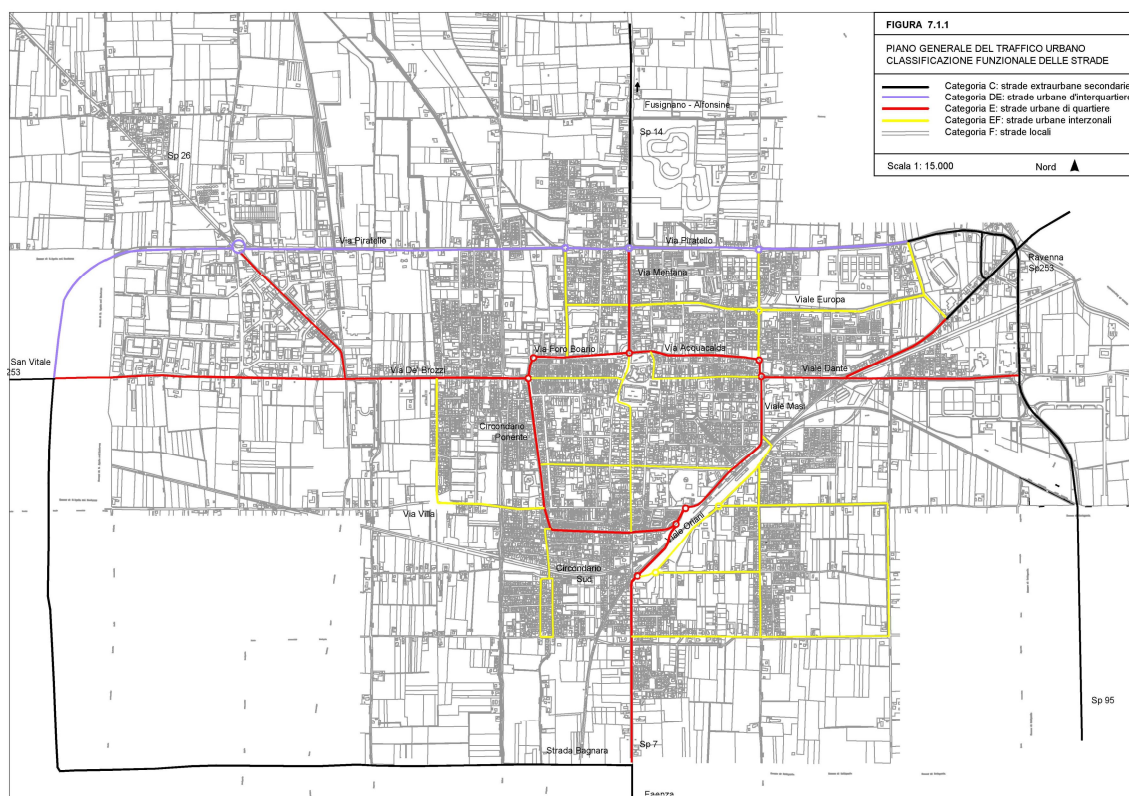 FIGURA 7.1.1
PIANO GENERALE DEL TRAFFICO URBANO
CLASSIFICAZIONE FUNZIONALE DELLE STRADE
Categoria C: strade extraurbane secondarie
Categoria DE: strade urbane d'interquartiere
Categoria E: strade urbane di quartiere
Categoria EF: strade urbane interzonali
Categoria F: strade locali
Scala 1: 15.000 Nord
Fusignano - Alfonsine
Sp 14
Sp 26
Via Piratello
Via Piratello
Via Mentana
Ravenna
Sp253
Viale Europa
Via Foro Boario
Via Acquacalda
San Vitale
253
Via De' Brozzi
Viale Dante
Viale Masi
Circondario
Ponente
Via Villa
Viale Oriani
Circondario
Sud
Sp 95
Strada Bagnara
Sp 7
Faenza